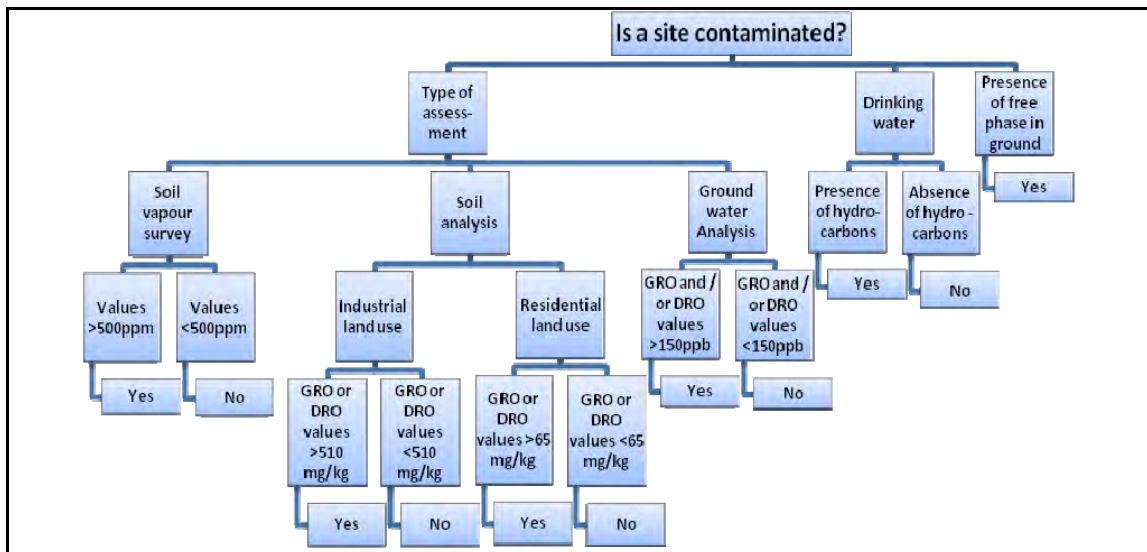 Is a site contaminated?
Type of
assess-
ment
Drinking
water
Presence
of free
phase in
ground
Yes
Soil
vapour
survey
Soil
analysis
Ground
water
Analysis
Presence
of hydro-
carbons
Absence
of hydro -
carbons
Yes
No
Values
>500ppm
Values
<500ppm
Industrial
land use
Residential
land use
GRO and /
or DRO
values
>150ppb
GRO and /
or DRO
values
<150ppb
Yes
No
Yes
No
GRO or
DRO
values
>510
mg/kg
GRO or
DRO
values
<510
mg/kg
GRO or
DRO
values >65
mg/kg
GRO or
DRO
values <65
mg/kg
Yes
No
Yes
No